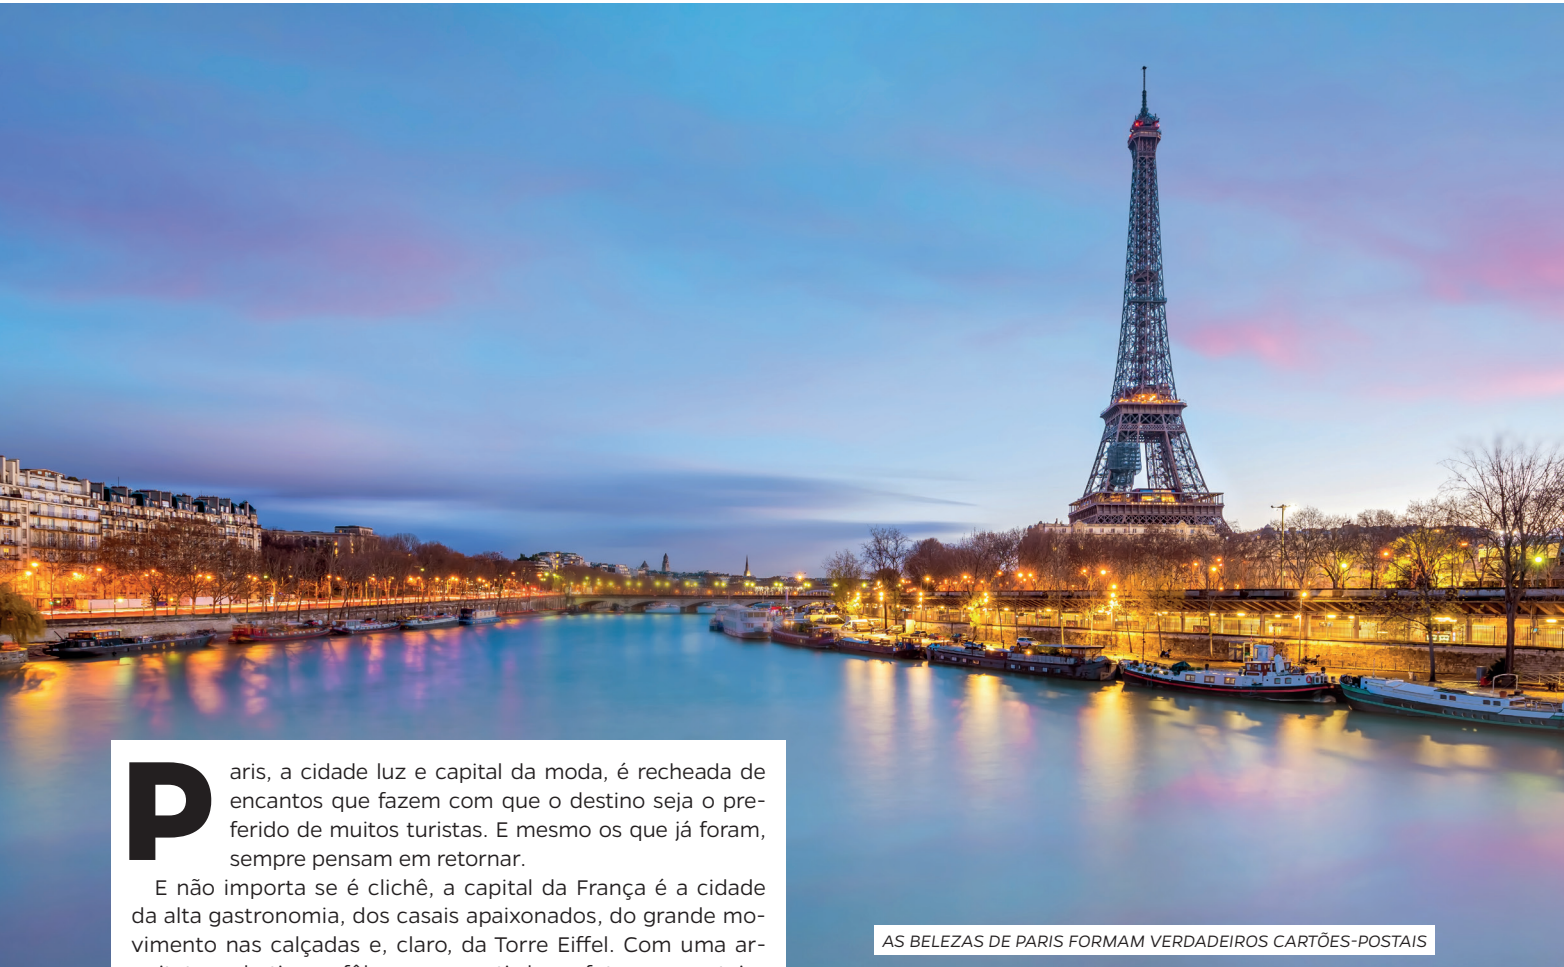 Paris, a cidade luz e capital da moda, é recheada de
encantos que fazem com que o destino seja o pre-
ferido de muitos turistas. E mesmo os que já foram,
sempre pensam em retornar.
E não importa se é clichê, a capital da França é a cidade
da alta gastronomia, dos casais apaixonados, do grande mo-
vimento nas calçadas e, claro, da Torre Eiffel. Com uma ar-
AS BELEZAS DE PARIS FORMAM VERDADEIROS CARTÕES-POSTAIS